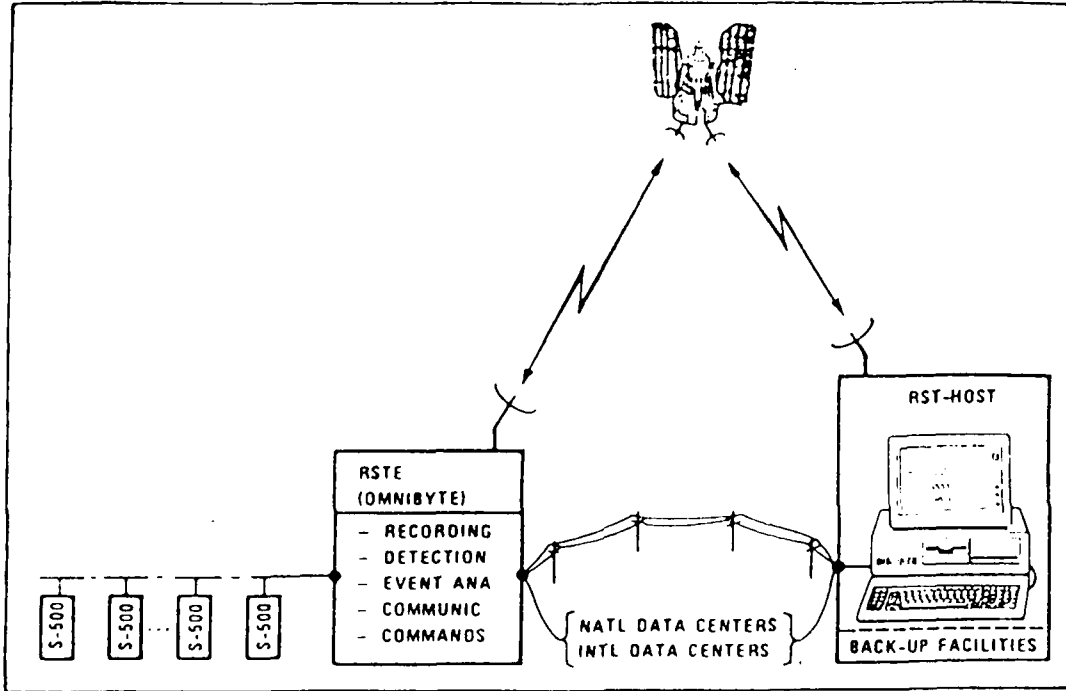 RST-HOST
RSTE
(OMNIBYTE)
- RECORDING
- DETECTION
- EVENT ANA
- COMMUNIC
- COMMANDS
S-500
S-500
...
S-500
S-500
NATL DATA CENTERS
INTL DATA CENTERS
BACK-UP FACILITIES